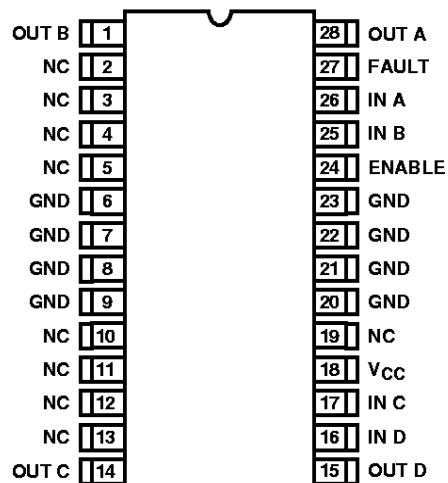 OUT B 1 28 OUT A
NC 2 27 FAULT
NC 3 26 IN A
NC 4 25 IN B
NC 5 24 ENABLE
GND 6 23 GND
GND 7 22 GND
GND 8 21 GND
GND 9 20 GND
NC 10 19 NC
NC 11 18 VCC
NC 12 17 IN C
NC 13 16 IN D
OUT C 14 15 OUT D